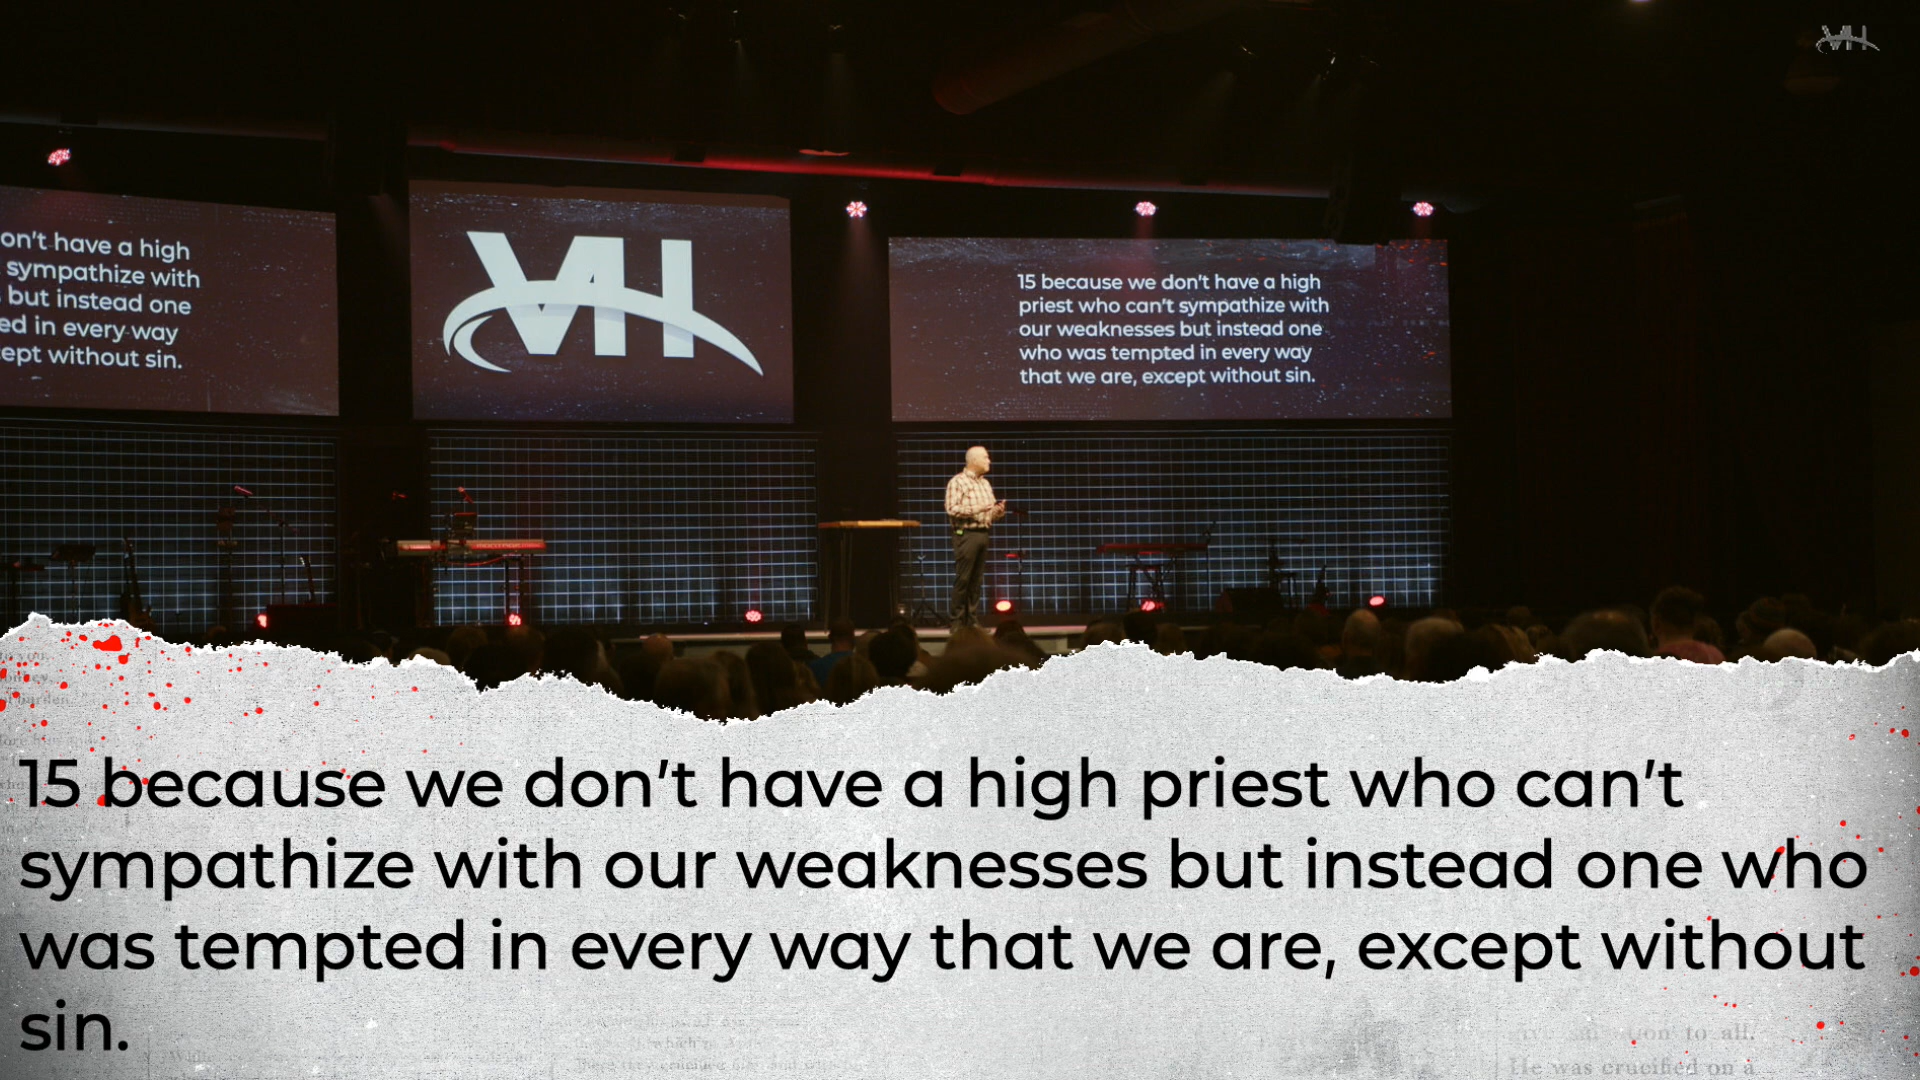 VH
on't have a high
sympathize with
but instead one
ed in every way
ept without sin.
VH
15 because we don't have a high
priest who can't sympathize with
our weaknesses but instead one
who was tempted in every way
that we are, except without sin.
15 because we don't have a high priest who can't
sympathize with our weaknesses but instead one who
was tempted in every way that we are, except without
sin.
to all.
He was crucified on a